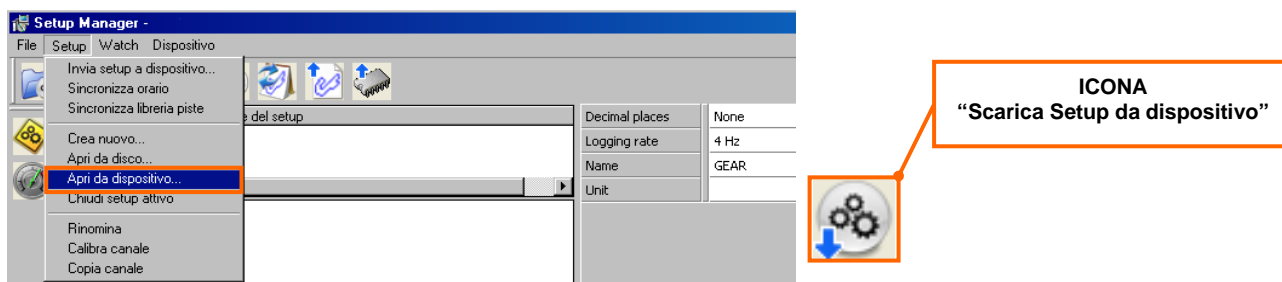 Setup Manager -
File Setup Watch Dispositivo
Invia setup a dispositivo...
Sincronizza orario
Sincronizza libreria piste
Crea nuovo...
Apri da disco...
Apri da dispositivo...
Chiudi setup attivo
Rinomina
Calibra canale
Copia canale
del setup
Decimal places None
Logging rate 4 Hz
Name GEAR
Unit
ICONA
“Scarica Setup da dispositivo”